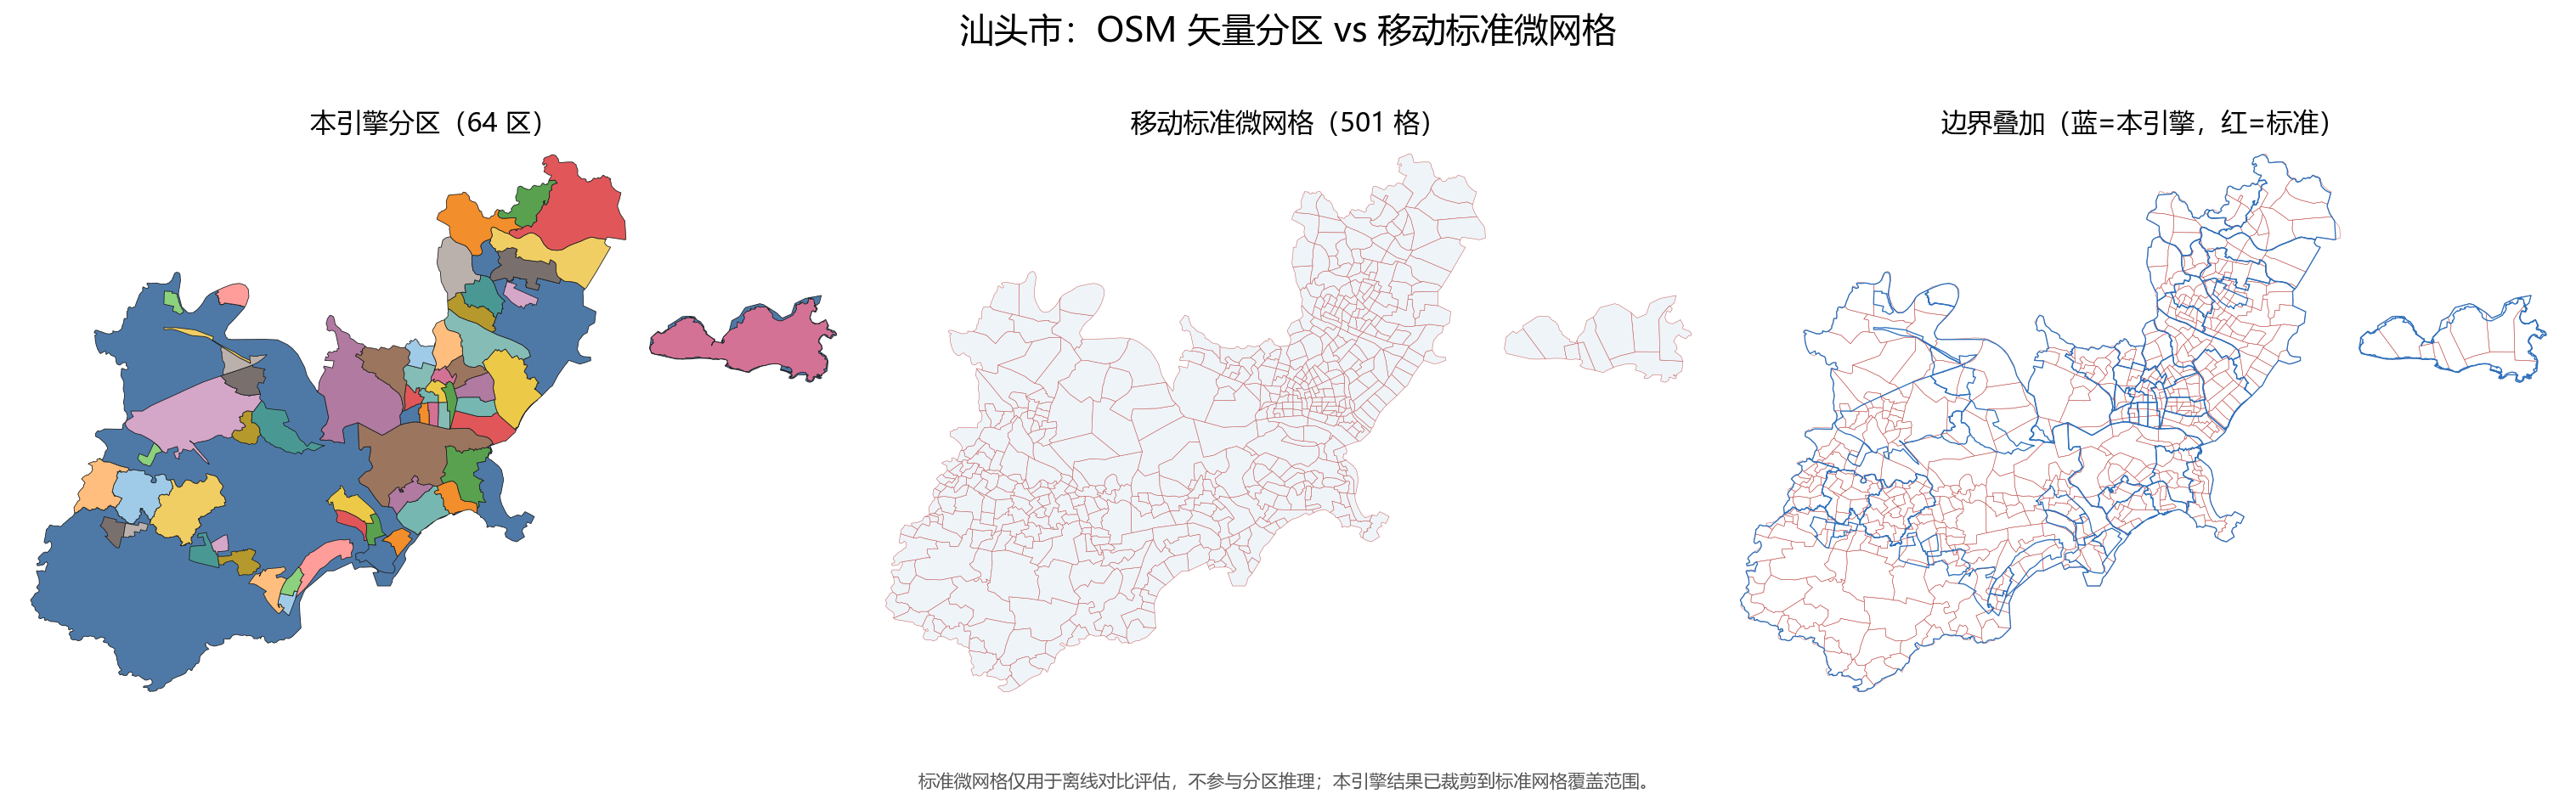 汕头市：OSM 矢量分区 vs 移动标准微网格
本引擎分区（64 区）
移动标准微网格（501 格）
边界叠加（蓝=本引擎，红=标准）
标准微网格仅用于离线对比评估，不参与分区推理；本引擎结果已裁剪到标准网格覆盖范围。